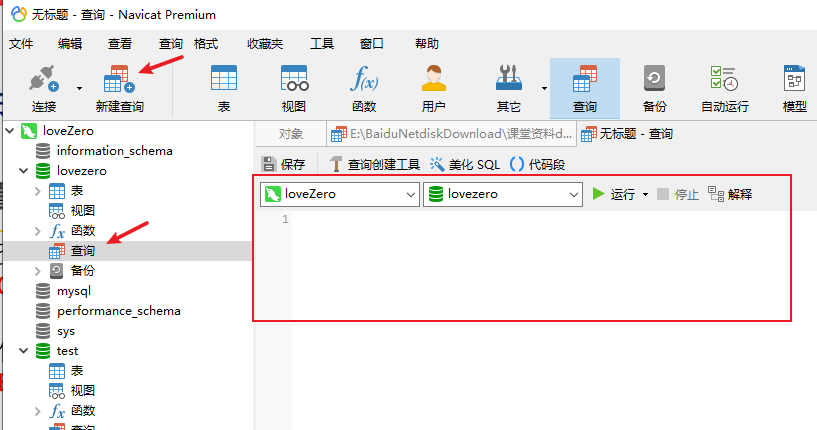 无标题 - 查询 - Navicat Premium
文件 编辑 查看 查询 格式 收藏夹 工具 窗口 帮助
连接 新建查询 表 视图 函数 用户 其它 查询 备份 自动运行 模型
f(x)
loveZero
information_schema
lovezero
表
视图
fx 函数
查询
备份
mysql
performance_schema
sys
test
表
视图
fx 函数
查询
对象 E:\BaiduNetdiskDownload\课堂资料d... 无标题 - 查询
保存 查询创建工具 美化 SQL () 代码段
loveZero lovezero 运行 停止 解释
1